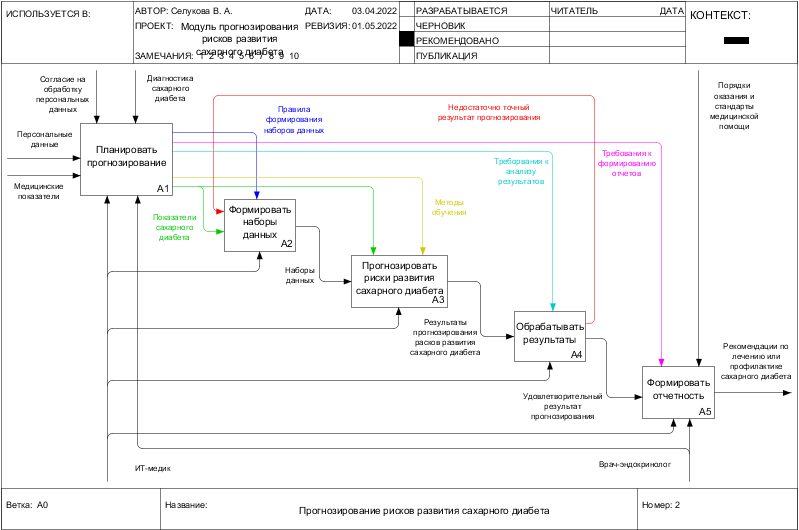 ИСПОЛЬЗУЕТСЯ В:
АВТОР: Селукова В. А.
ДАТА: 03.04.2022
ПРОЕКТ: Модуль прогнозирования
рисков развития
сахарного диабета
РЕВИЗИЯ: 01.05.2022
ЗАМЕЧАНИЯ: 1 2 3 4 5 6 7 8 9 10
РАЗРАБАТЫВАЕТСЯ
ЧЕРНОВИК
РЕКОМЕНДОВАНО
ПУБЛИКАЦИЯ
ЧИТАТЕЛЬ
ДАТА
КОНТЕКСТ:
Согласие на
обработку
персональных
данных
Диагностика
сахарного
диабета
Персональные
данные
Медицинские
показатели
Планировать
прогнозирование
A1
Правила
формирования
наборов данных
Недостаточно точный
результат прогнозирования
Порядки
оказания и
стандарты
медицинской
помощи
Треборвания к
анализу
результатов
Требования к
формированию
отчетов
Показатели
сахарного
диабета
Методы
обучения
Формировать
наборы
данных
A2
Наборы
данных
Прогнозировать
риски развития
сахарного диабета
A3
Результаты
прогнозирования
расков развития
сахарного диабета
Обрабатывать
результаты
A4
Удовлетворительный
результат
прогнозирования
Формировать
отчетность
A5
Рекомендации по
лечению или
профилактике
сахарного диабета
ИТ-медик
Врач-эндокринолог
Ветка: A0
Название:
Прогнозирование рисков развития сахарного диабета
Номер: 2